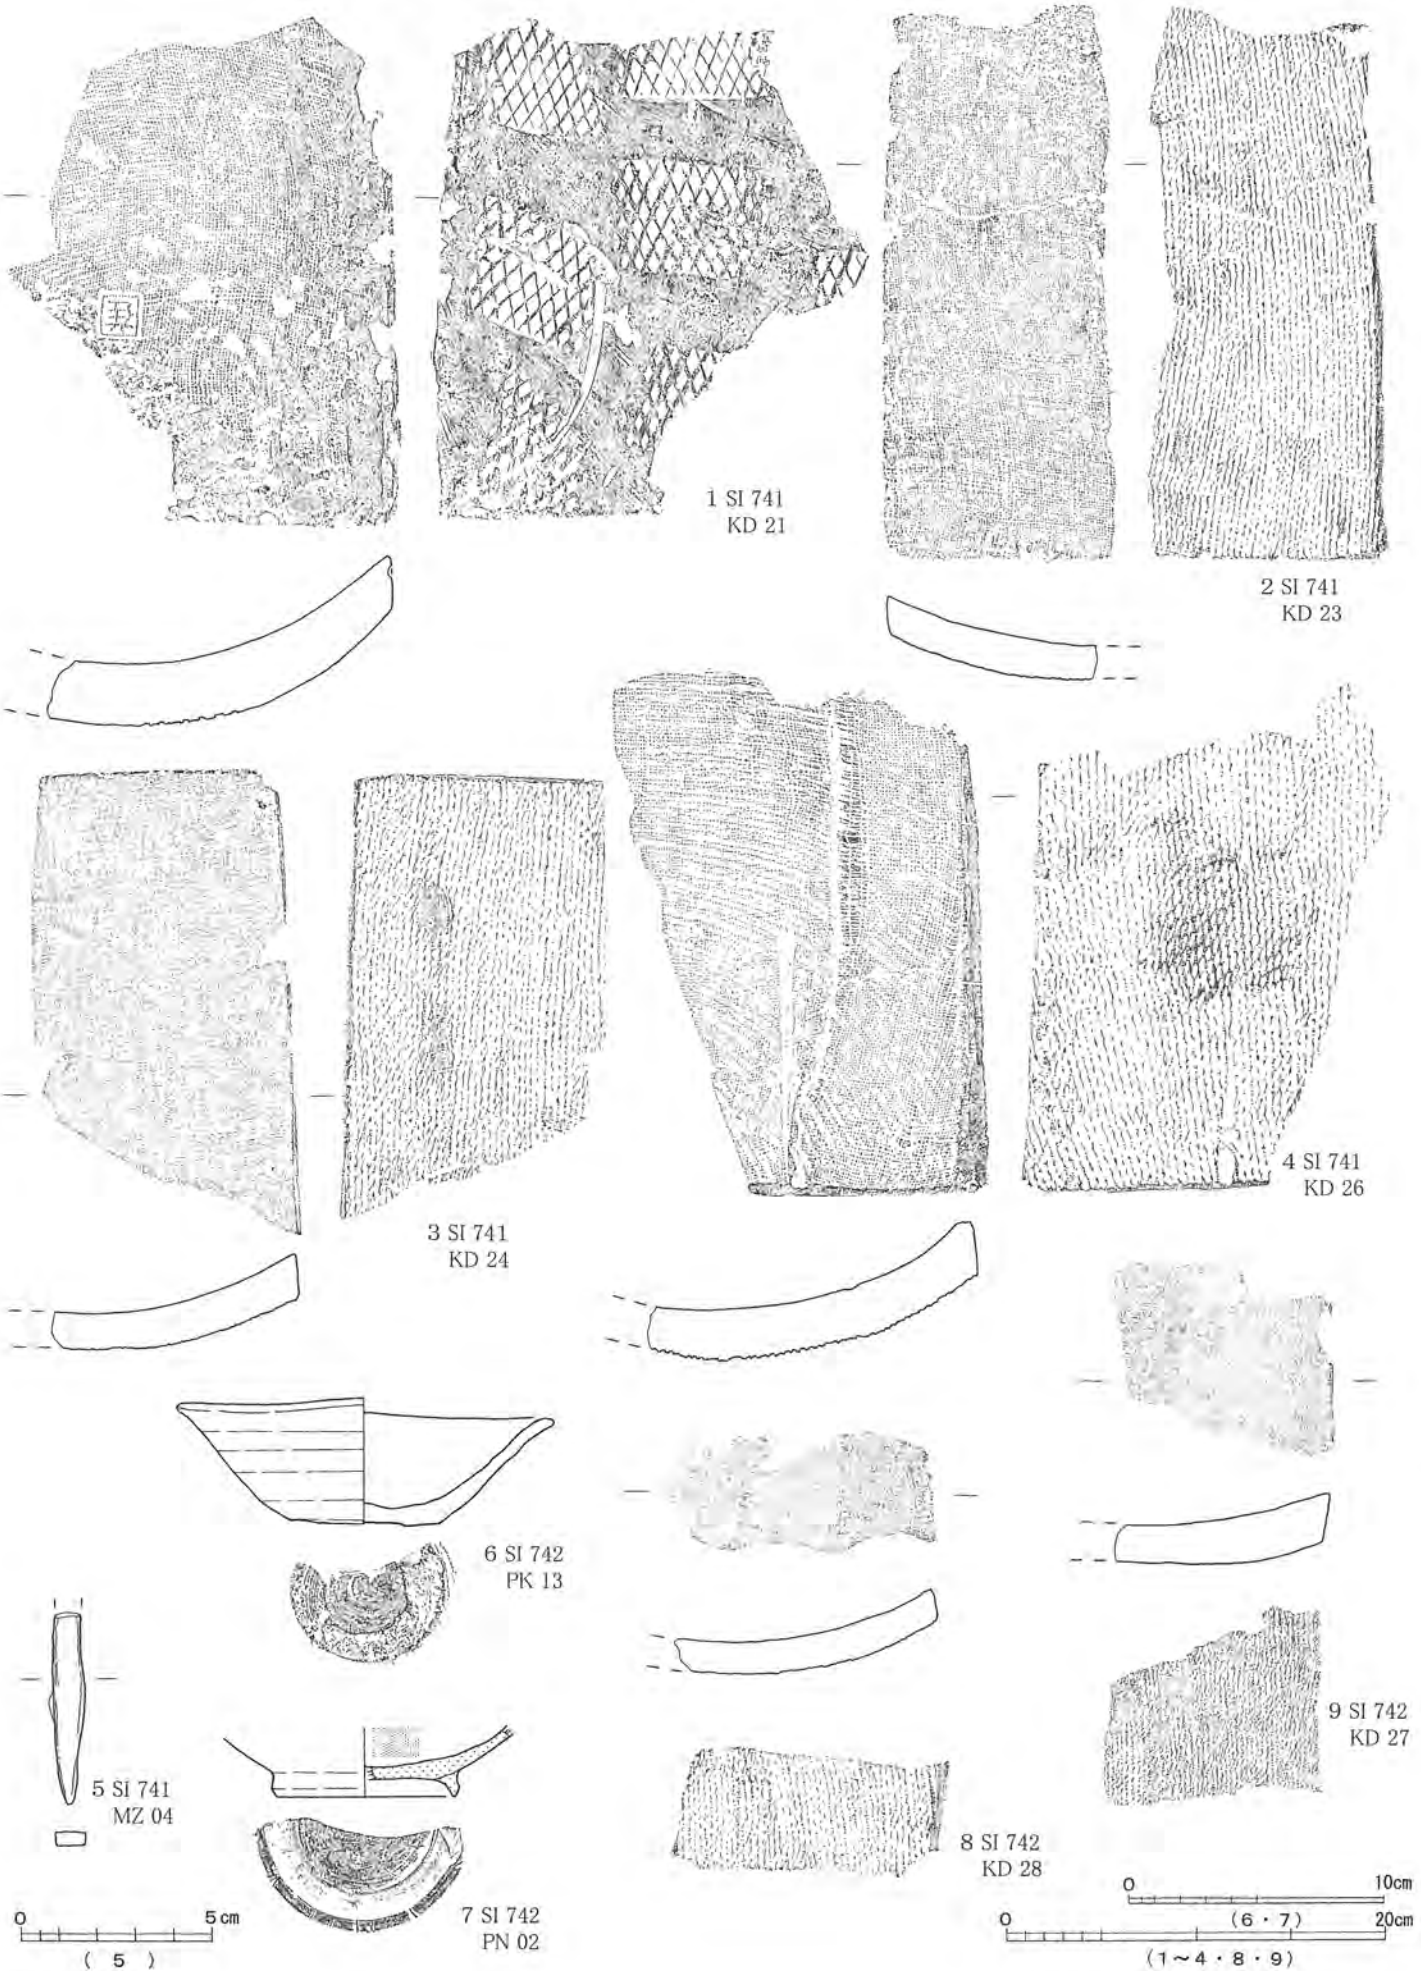 1 SI 741
KD 21
2 SI 741
KD 23
3 SI 741
KD 24
4 SI 741
KD 26
5 SI 741
MZ 04
6 SI 742
PK 13
7 SI 742
PN 02
8 SI 742
KD 28
9 SI 742
KD 27
0 5cm
( 5 )
0 10cm
(6・7)
0 20cm
(1~4・8・9)